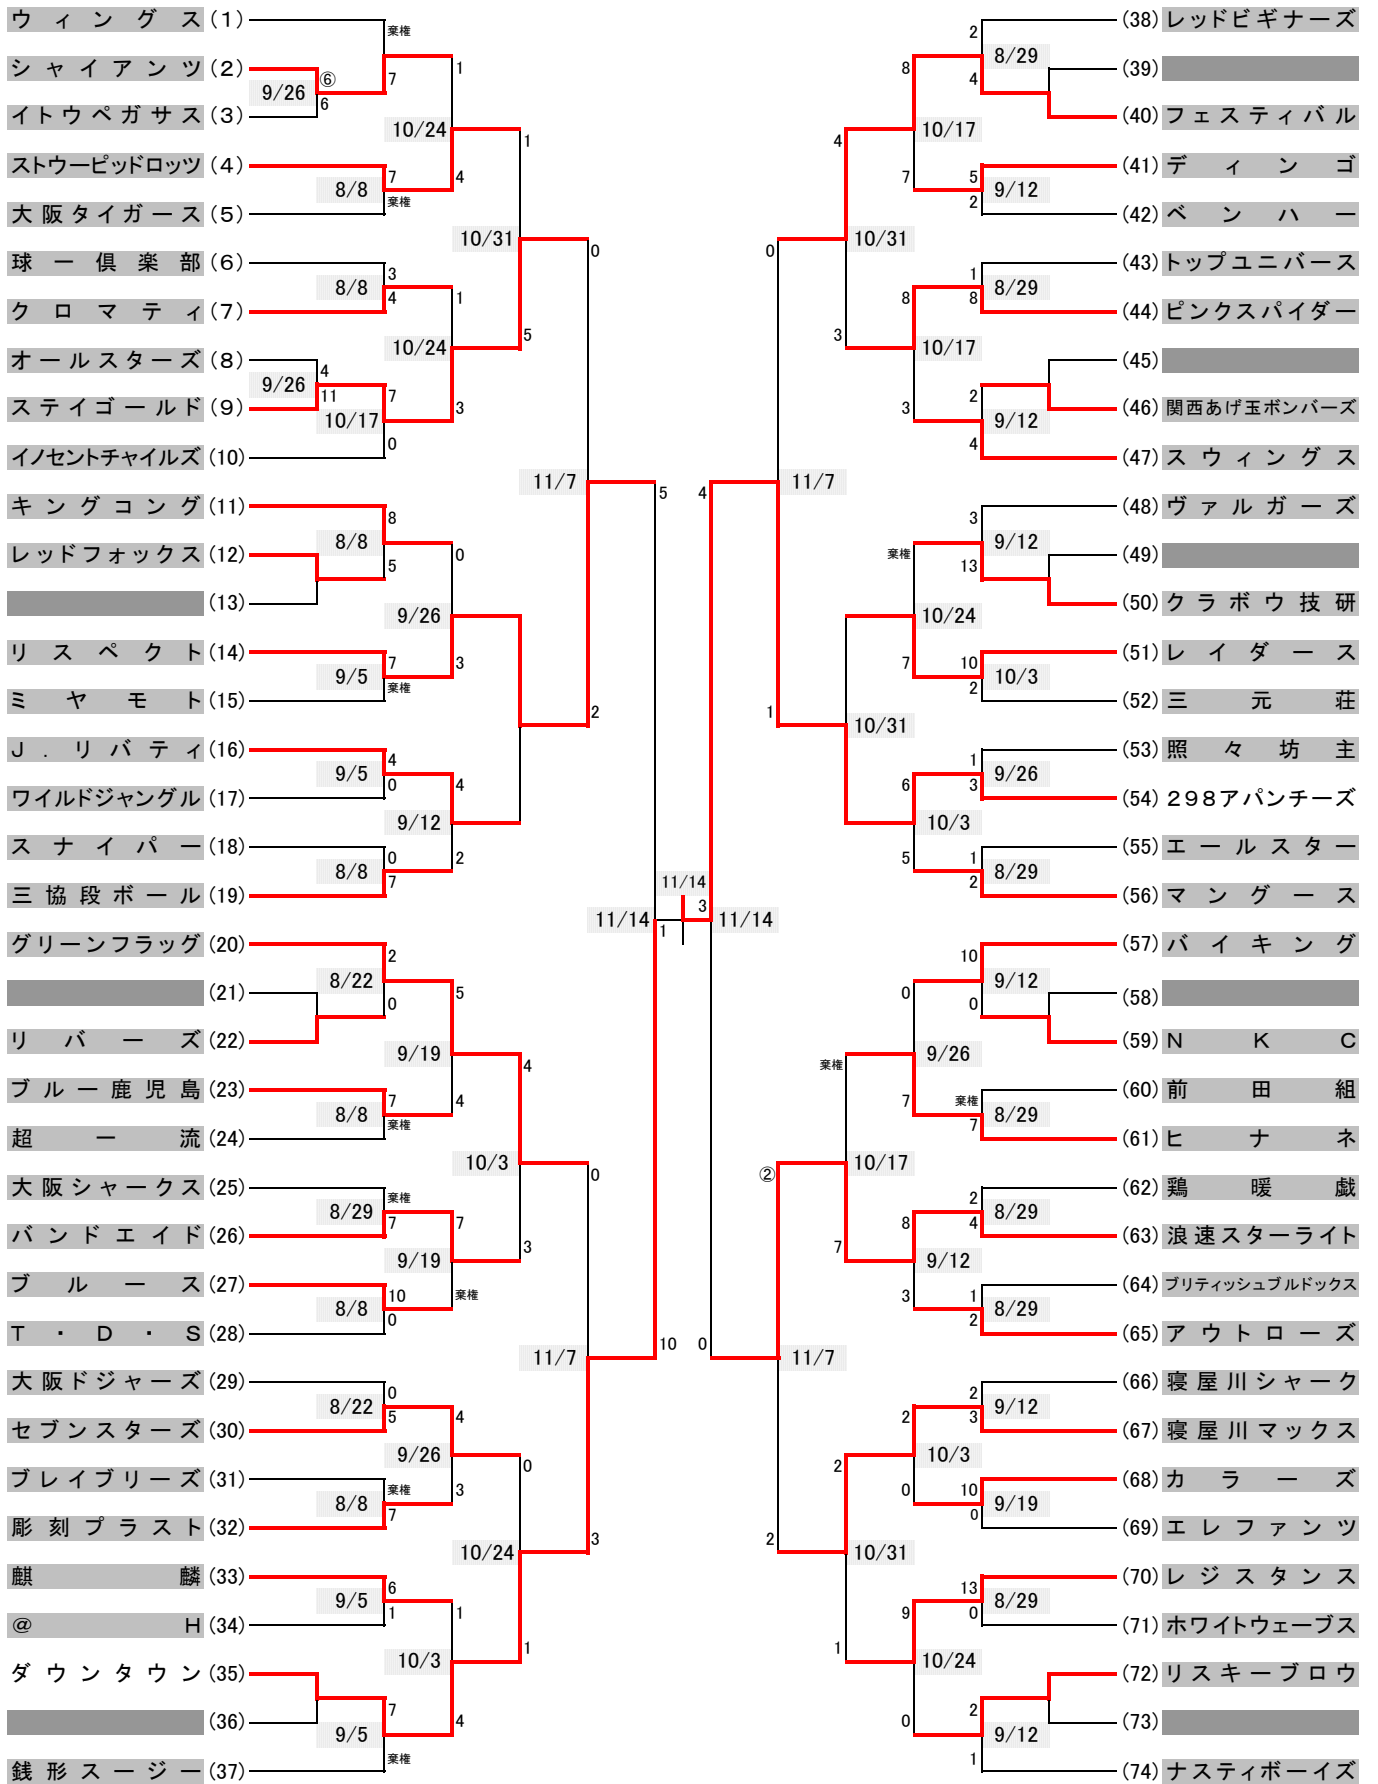 ウィングス(1)
棄権
シャイアンツ(2)
⑥
7
1
9/26
6
イトウペガサス(3)
10/24
1
ストウーピッドロッツ(4)
7
4
8/8
棄権
大阪タイガース(5)
10/31
0
球一倶楽部(6)
3
8/8
4
1
クロマティ(7)
10/24
5
オールスターズ(8)
4
9/26
11
7
3
ステイゴールド(9)
10/17
0
イノセントチャイルズ(10)
11/7
5
キングコング(11)
8
8/8
0
レッドフォックス(12)
5
(13)
9/26
リスペクト(14)
7
3
9/5
棄権
ミヤモト(15)
2
J.リバティ(16)
4
9/5
0
4
ワイルドジャングル(17)
9/12
スナイパー(18)
0
2
8/8
7
三協段ボール(19)
11/14
1
グリーンフラッグ(20)
2
8/22
5
(21)
0
リバーズ(22)
9/19
4
ブルー鹿児島(23)
7
4
8/8
棄権
超一流(24)
10/3
0
大阪シャークス(25)
棄権
8/29
7
7
バンドエイド(26)
9/19
3
ブルース(27)
10
棄権
8/8
0
T・D・S(28)
11/7
10
大阪ドジャーズ(29)
0
8/22
5
4
セブンスターズ(30)
9/26
0
ブレイブリーズ(31)
棄権
3
8/8
7
彫刻プラスト(32)
10/24
3
麒麟(33)
6
9/5
1
1
@H(34)
10/3
1
ダウンタウン(35)
7
4
(36)
9/5
棄権
銭形スージー(37)
11/14
3
(38)レッドビギナーズ
2
8/29
8
4
(39)
(40)フェスティバル
10/17
4
(41)ディンゴ
5
7
9/12
2
(42)ベンハー
10/31
0
(43)トップユニバース
1
8/29
8
8
(44)ピンクスパイダー
10/17
3
(45)
2
3
(46)関西あげ玉ボンバーズ
9/12
4
(47)スウィングス
11/7
4
(48)ヴァルガーズ
3
9/12
棄権
13
(49)
(50)クラボウ技研
10/24
(51)レイダース
10
7
10/3
2
(52)三元荘
10/31
1
(53)照々坊主
1
9/26
6
3
(54)298アパンチーズ
10/3
(55)エールスター
1
5
8/29
2
(56)マングース
11/14
(57)バイキング
10
9/12
0
0
(58)
(59)NKC
9/26
棄権
(60)前田組
棄権
7
8/29
7
(61)ヒナネ
10/17
②
(62)鶏暖戯
2
8/29
8
4
(63)浪速スターライト
9/12
7
(64)ブリティッシュブルドックス
1
3
8/29
2
(65)アウトローズ
11/7
0
(66)寝屋川シャーク
2
9/12
2
3
(67)寝屋川マックス
10/3
2
(68)カラーズ
10
0
9/19
0
(69)エレファンツ
10/31
2
(70)レジスタンス
13
8/29
9
0
(71)ホワイトウェーブス
10/24
1
(72)リスキーブロウ
2
0
(73)
9/12
1
(74)ナスティボーイズ